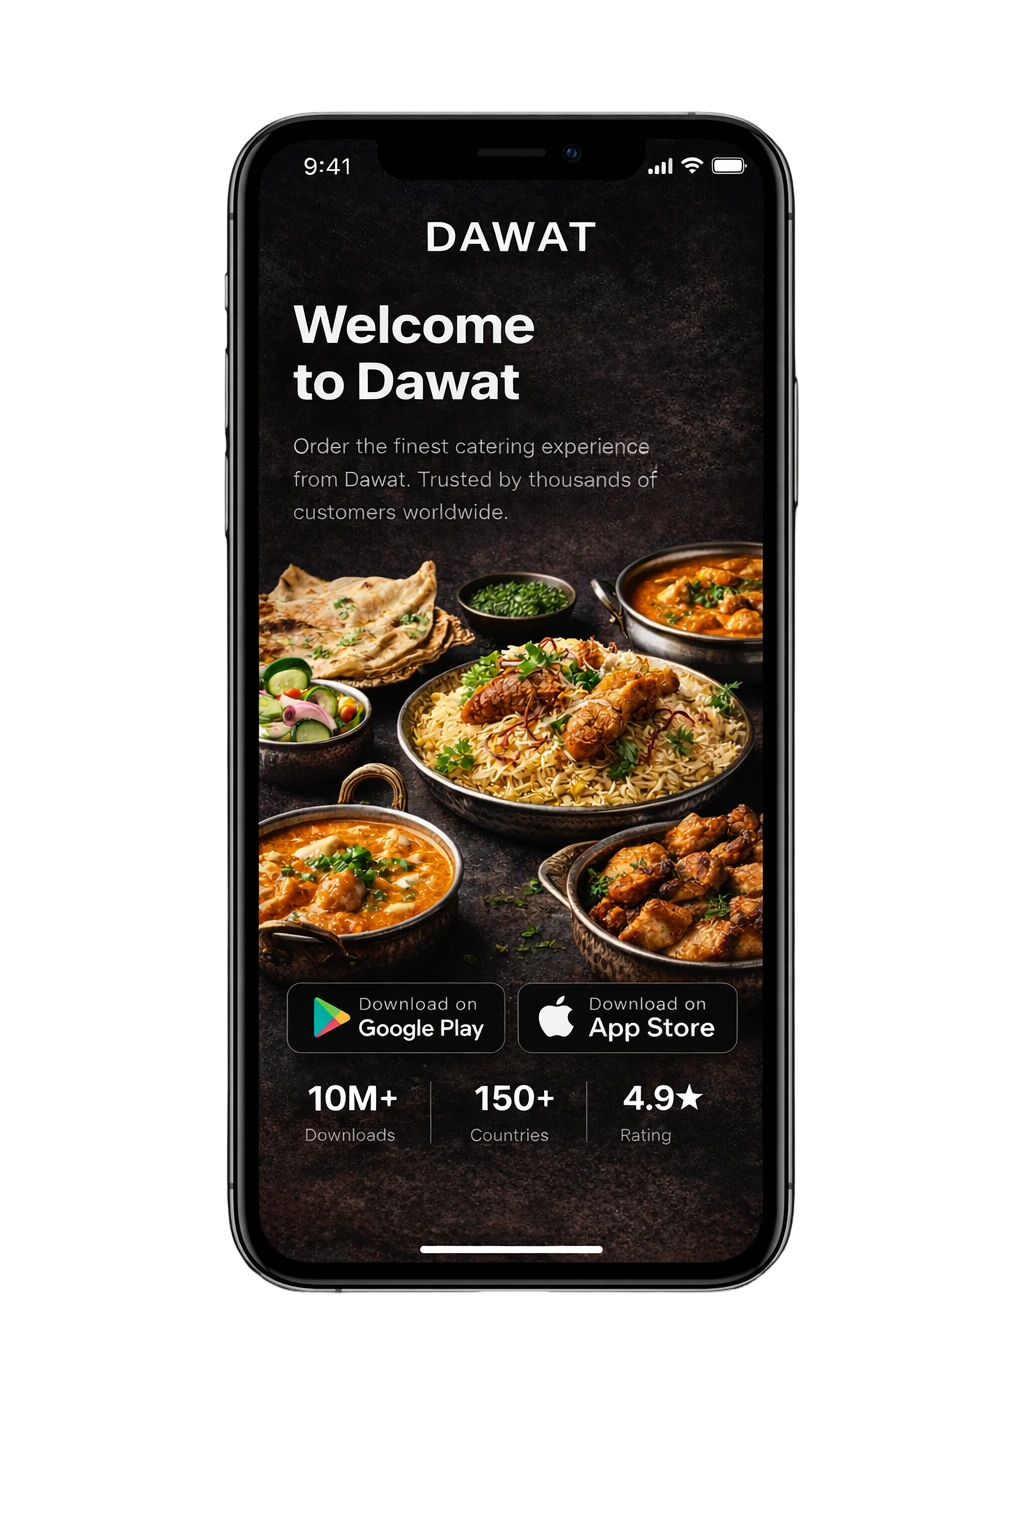 9:41
DAWAT
Welcome
to Dawat
Order the finest catering experience
from Dawat. Trusted by thousands of
customers worldwide.
Download on
Google Play
Download on
App Store
10M+
Downloads
150+
Countries
4.9★
Rating